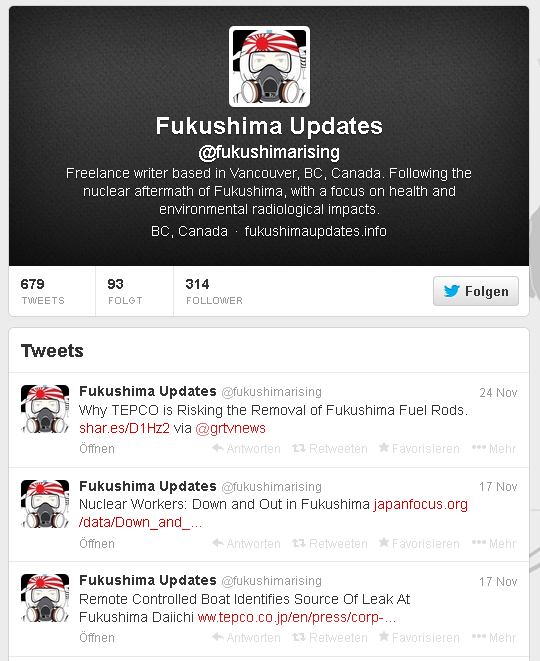 Fukushima Updates
@fukushimarising
Freelance writer based in Vancouver, BC, Canada. Following the
nuclear aftermath of Fukushima, with a focus on health and
environmental radiological impacts.
BC, Canada · fukushimaupdates.info
679 93 314
TWEETS FOLGT FOLLOWER
Folgen
Tweets
Fukushima Updates @fukushimarising 24 Nov
Why TEPCO is Risking the Removal of Fukushima Fuel Rods.
shar.es/D1Hz2 via @grtvnews
Öffnen Antworten Retweeten Favorisieren Mehr
Fukushima Updates @fukushimarising 17 Nov
Nuclear Workers: Down and Out in Fukushima japanfocus.org
/data/Down_and_...
Öffnen Antworten Retweeten Favorisieren Mehr
Fukushima Updates @fukushimarising 17 Nov
Remote Controlled Boat Identifies Source Of Leak At
Fukushima Daiichi ww.tepco.co.jp/en/press/corp-...
Öffnen Antworten Retweeten Favorisieren Mehr